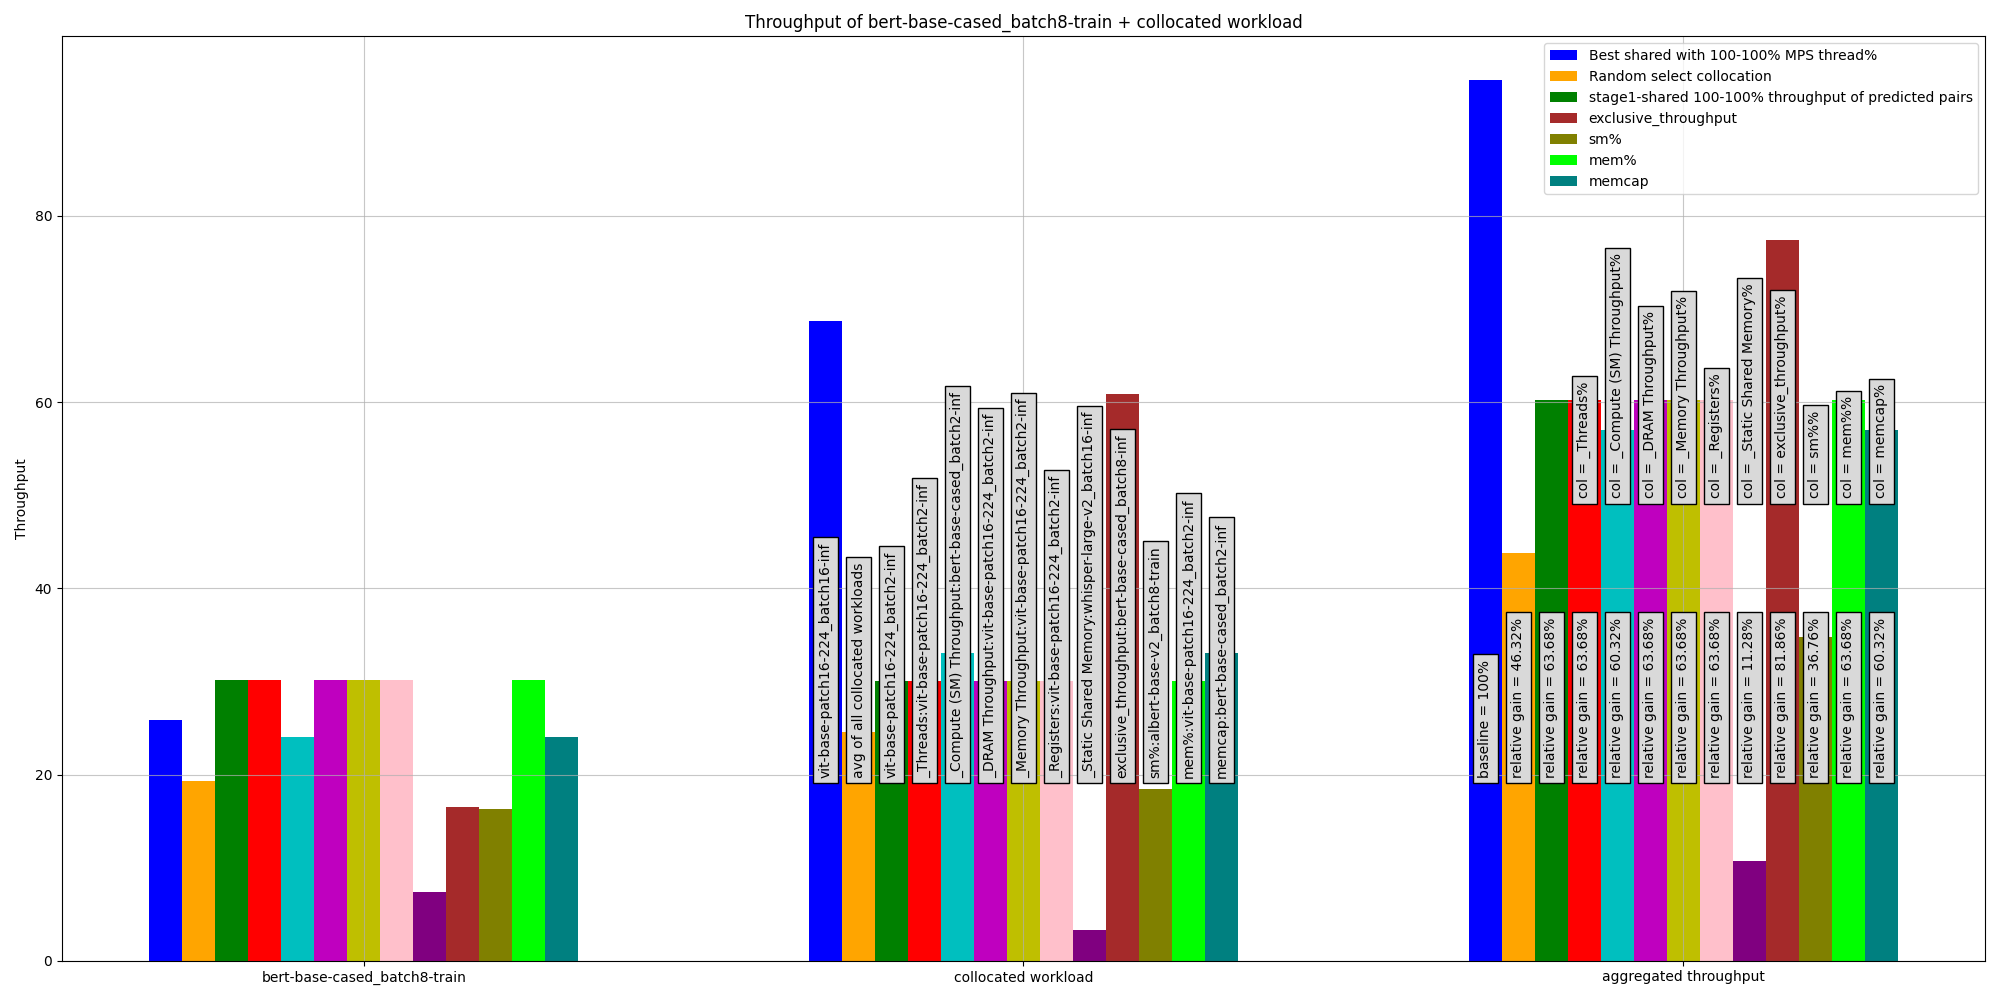 Throughput of bert-base-cased_batch8-train + collocated workload
Best shared with 100-100% MPS thread%
Random select collocation
stage1-shared 100-100% throughput of predicted pairs
exclusive_throughput
sm%
mem%
memcap
Throughput
80
60
40
20
0
vit-base-patch16-224_batch16-inf
avg of all collocated workloads
vit-base-patch16-224_batch2-inf
_Threads:vit-base-patch16-224_batch2-inf
_Compute (SM) Throughput:bert-base-cased_batch2-inf
_DRAM Throughput:vit-base-patch16-224_batch2-inf
_Memory Throughput:vit-base-patch16-224_batch2-inf
_Registers:vit-base-patch16-224_batch2-inf
_Static Shared Memory:whisper-large-v2_batch16-inf
exclusive_throughput:bert-base-cased_batch8-inf
sm%:albert-base-v2_batch8-train
mem%:vit-base-patch16-224_batch2-inf
memcap:bert-base-cased_batch2-inf
col = _Threads%
col = _Compute (SM) Throughput%
col = _DRAM Throughput%
col = _Memory Throughput%
col = _Registers%
col = _Static Shared Memory%
col = exclusive_throughput%
col = sm%%
col = mem%%
col = memcap%
baseline = 100%
relative gain = 46.32%
relative gain = 63.68%
relative gain = 63.68%
relative gain = 60.32%
relative gain = 63.68%
relative gain = 63.68%
relative gain = 63.68%
relative gain = 11.28%
relative gain = 81.86%
relative gain = 36.76%
relative gain = 63.68%
relative gain = 60.32%
bert-base-cased_batch8-train
collocated workload
aggregated throughput